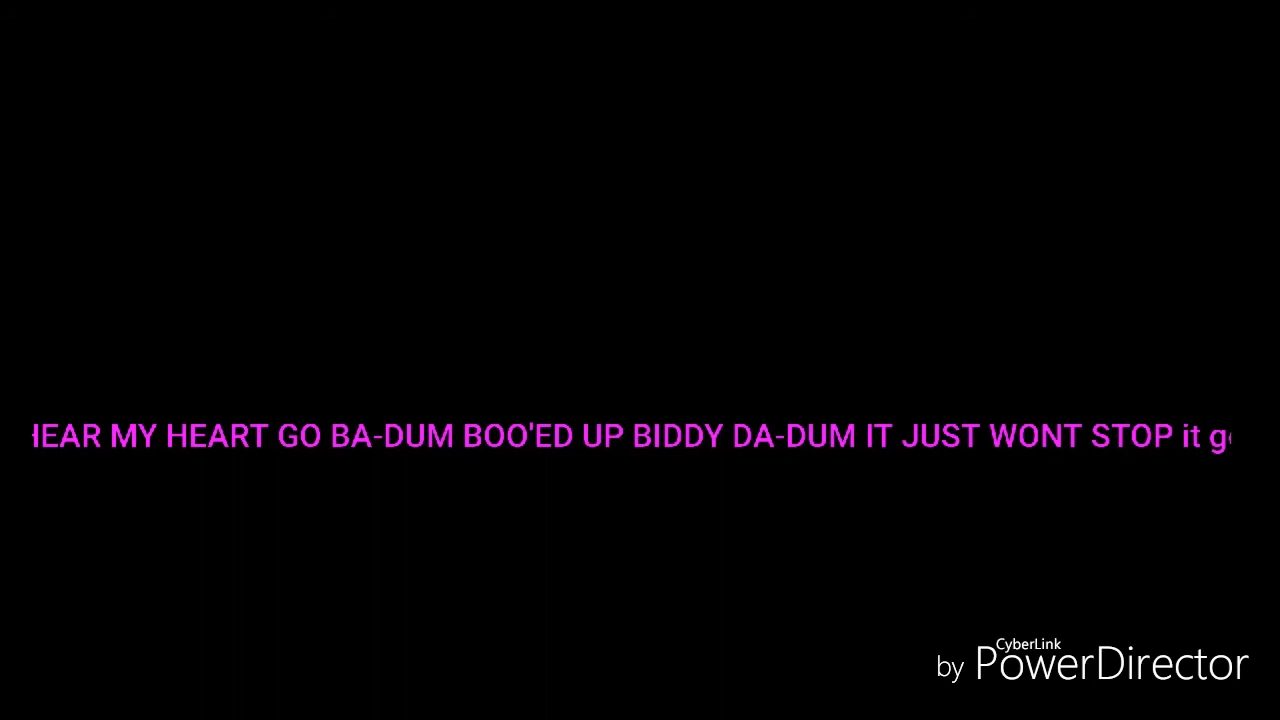 HEAR MY HEART GO BA-DUM BOO'ED UP BIDDY DA-DUM IT JUST WONT STOP it
CyberLink
by PowerDirector